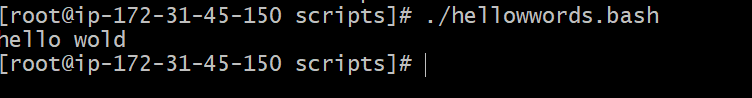 [root@ip-172-31-45-150 scripts]# ./hellowwords.bash
hello wold
[root@ip-172-31-45-150 scripts]#